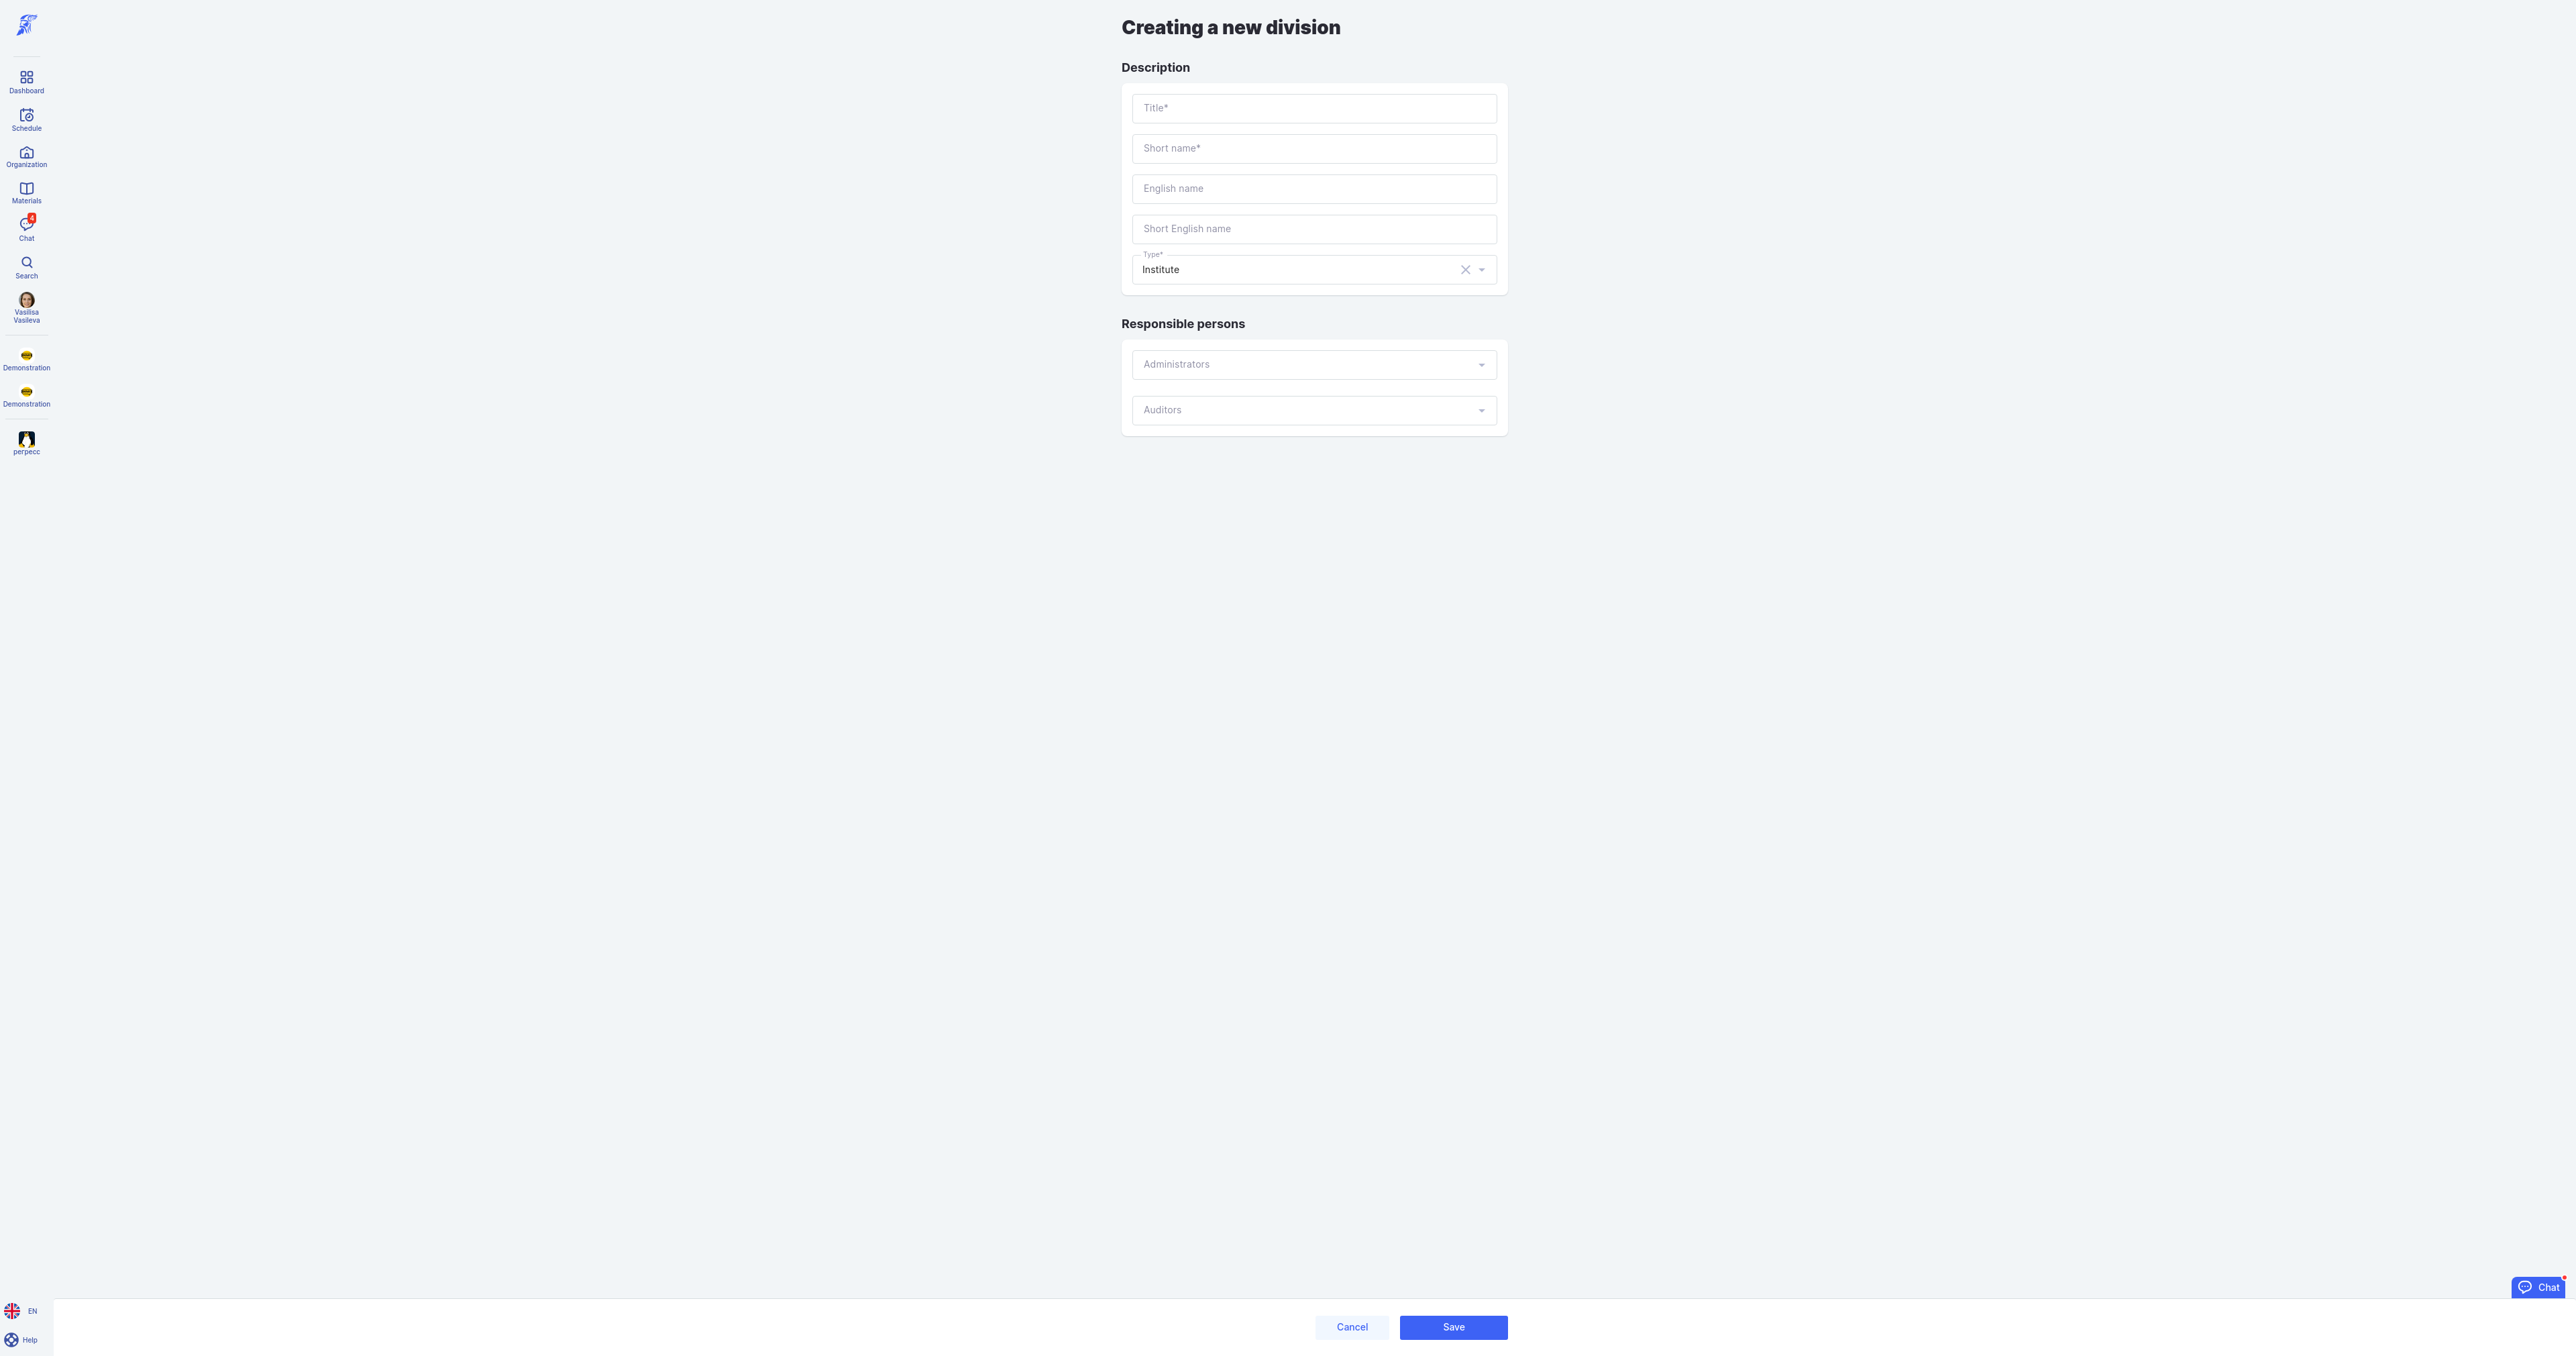 Dashboard
Schedule
Organization
Materials
4
Chat
Search
Vasilisa
Vasileva
Demonstration
Demonstration
perpecc
EN
Help
Creating a new division
Description
Title*
Short name*
English name
Short English name
Type*
Institute
Responsible persons
Administrators
Auditors
Chat
Cancel
Save